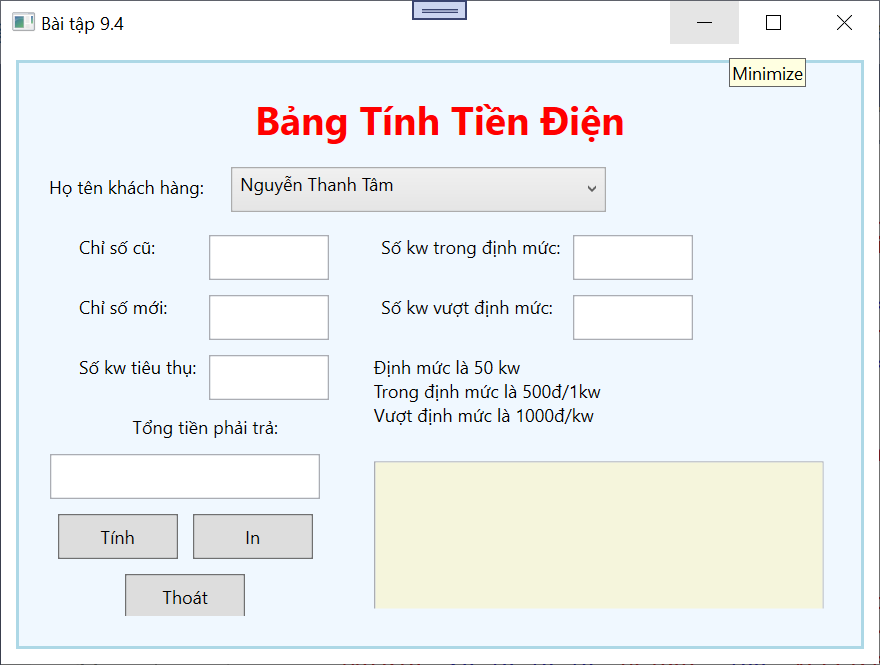 Bài tập 9.4
Minimize
Bảng Tính Tiền Điện
Họ tên khách hàng: Nguyễn Thanh Tâm
Chỉ số cũ: Số kw trong định mức:
Chỉ số mới: Số kw vượt định mức:
Số kw tiêu thụ: Định mức là 50 kw
Trong định mức là 500đ/1kw
Vượt định mức là 1000đ/kw
Tổng tiền phải trả:
Tính In
Thoát